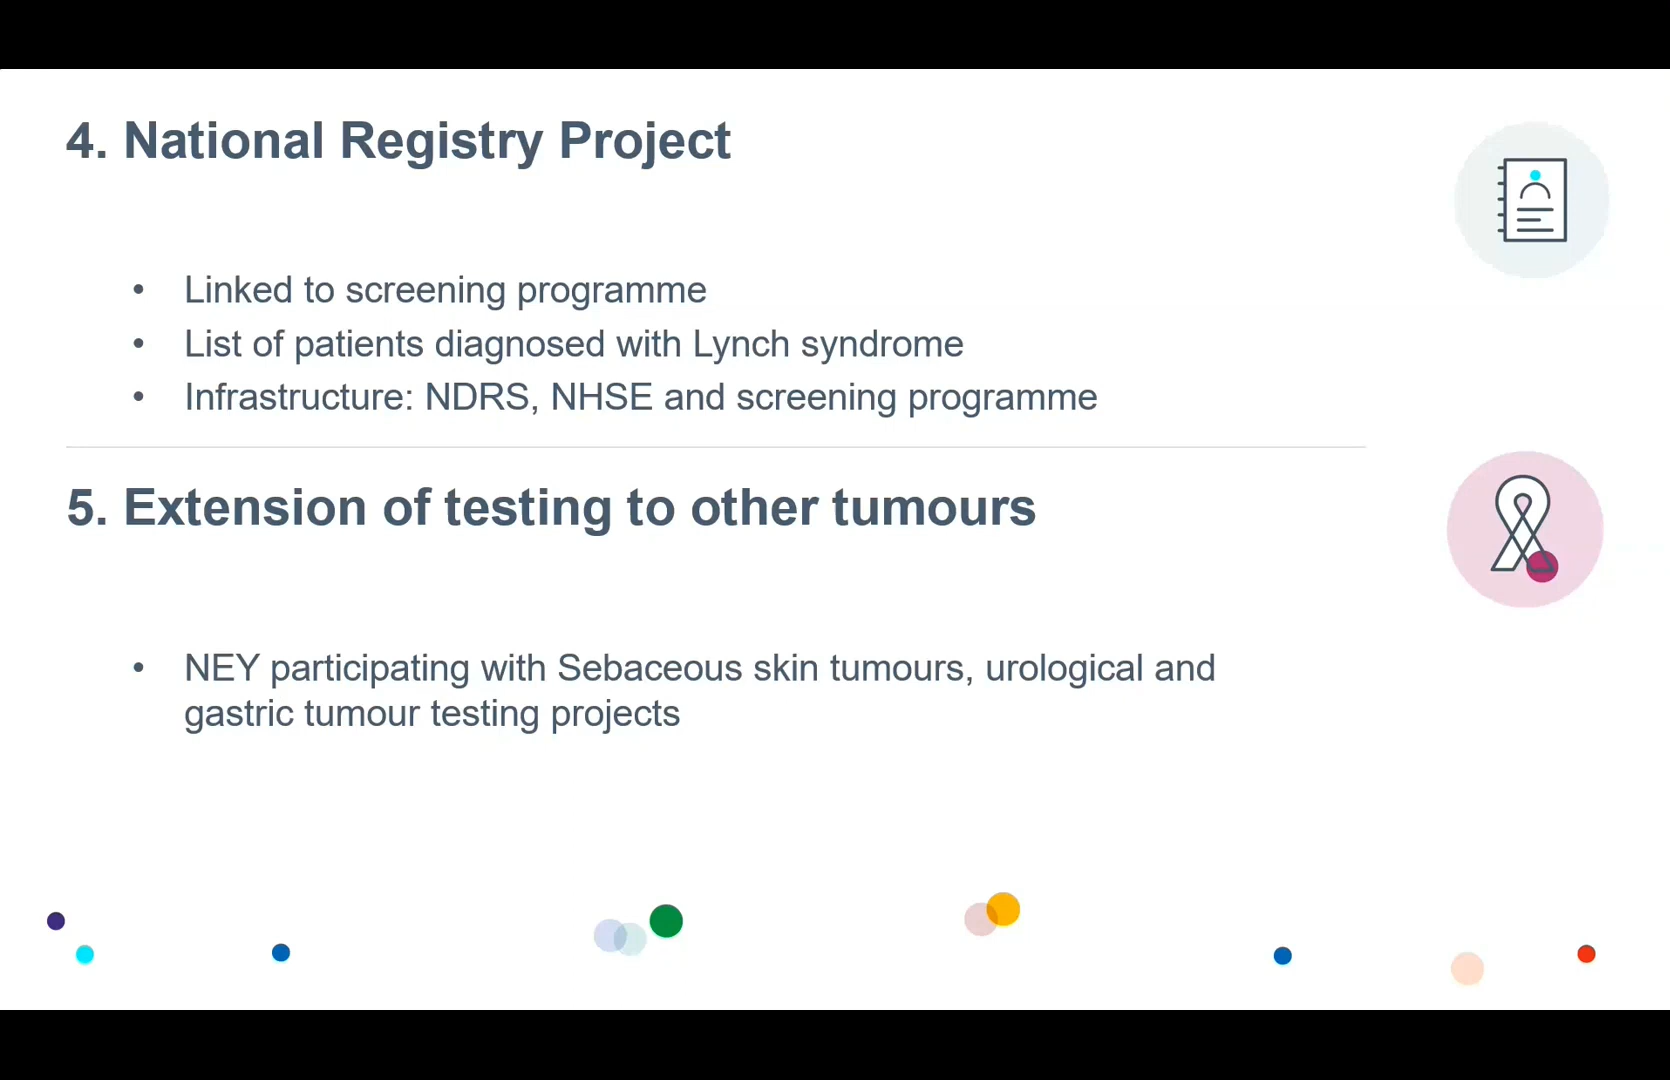 4. National Registry Project
• Linked to screening programme
• List of patients diagnosed with Lynch syndrome
• Infrastructure: NDRS, NHSE and screening programme
5. Extension of testing to other tumours
• NEY participating with Sebaceous skin tumours, urological and
gastric tumour testing projects